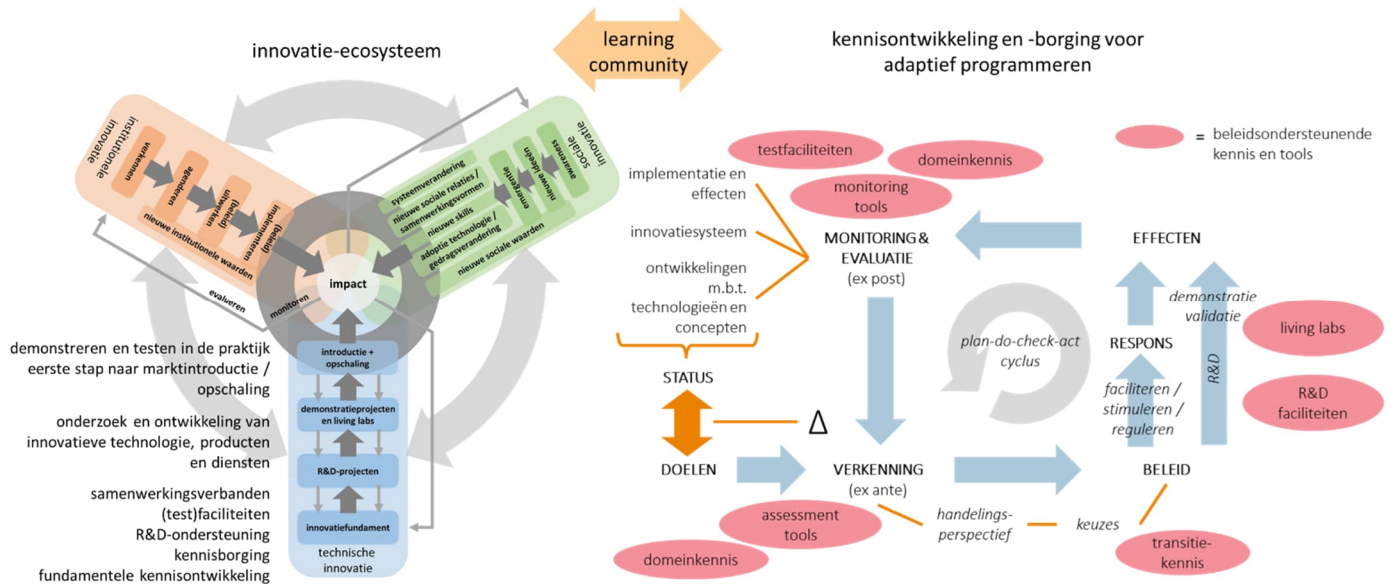 innovatie-ecosysteem
learning
community
kennisontwikkeling en -borging voor
adaptief programmeren
institutionele
innovatie
verkennen
agenderen
(beleid)
uitwerken
(beleid)
implementeren
nieuwe institutionele waarden
sociale
innovatie
awareness
nieuwe ideeën
emergentie
systeemverandering
nieuwe sociale relaties /
samenwerkingsvormen
nieuwe skills
adoptie technologie /
gedragsverandering
nieuwe sociale waarden
impact
evalueren
monitoren
introductie +
opschaling
demonstratieprojecten
en living labs
R&D-projecten
innovatiefundament
technische
innovatie
demonstreren en testen in de praktijk
eerste stap naar marktintroductie /
opschaling
onderzoek en ontwikkeling van
innovatieve technologie, producten
en diensten
samenwerkingsverbanden
(test)faciliteiten
R&D-ondersteuning
kennisborging
fundamentele kennisontwikkeling
testfaciliteiten
domeinkennis
monitoring
tools
= beleidsondersteunende
kennis en tools
implementatie en
effecten
innovatiesysteem
ontwikkelingen
m.b.t.
technologieën en
concepten
MONITORING &
EVALUATIE
(ex post)
EFFECTEN
demonstratie
validatie
living labs
plan-do-check-act
cyclus
RESPONS
R&D
R&D
faciliteiten
faciliteren /
stimuleren /
reguleren
STATUS
Δ
DOELEN
VERKENNING
(ex ante)
BELEID
assessment
tools
domeinkennis
handelings-
perspectief
keuzes
transitie-
kennis